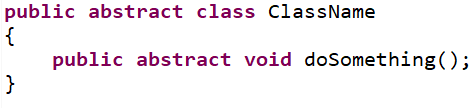 public abstract class ClassName
{
    public abstract void doSomething();
}